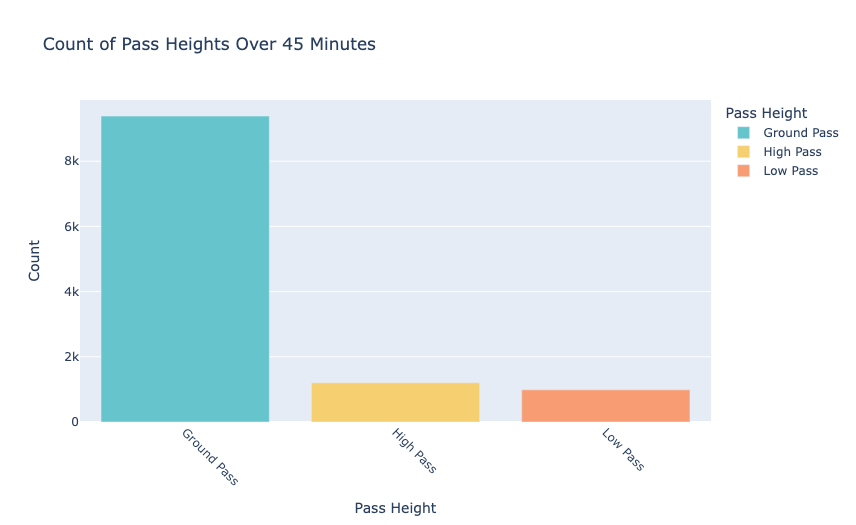 Count of Pass Heights Over 45 Minutes
Pass Height
Ground Pass
High Pass
Low Pass
8k
6k
4k
2k
0
Count
Ground Pass
High Pass
Low Pass
Pass Height